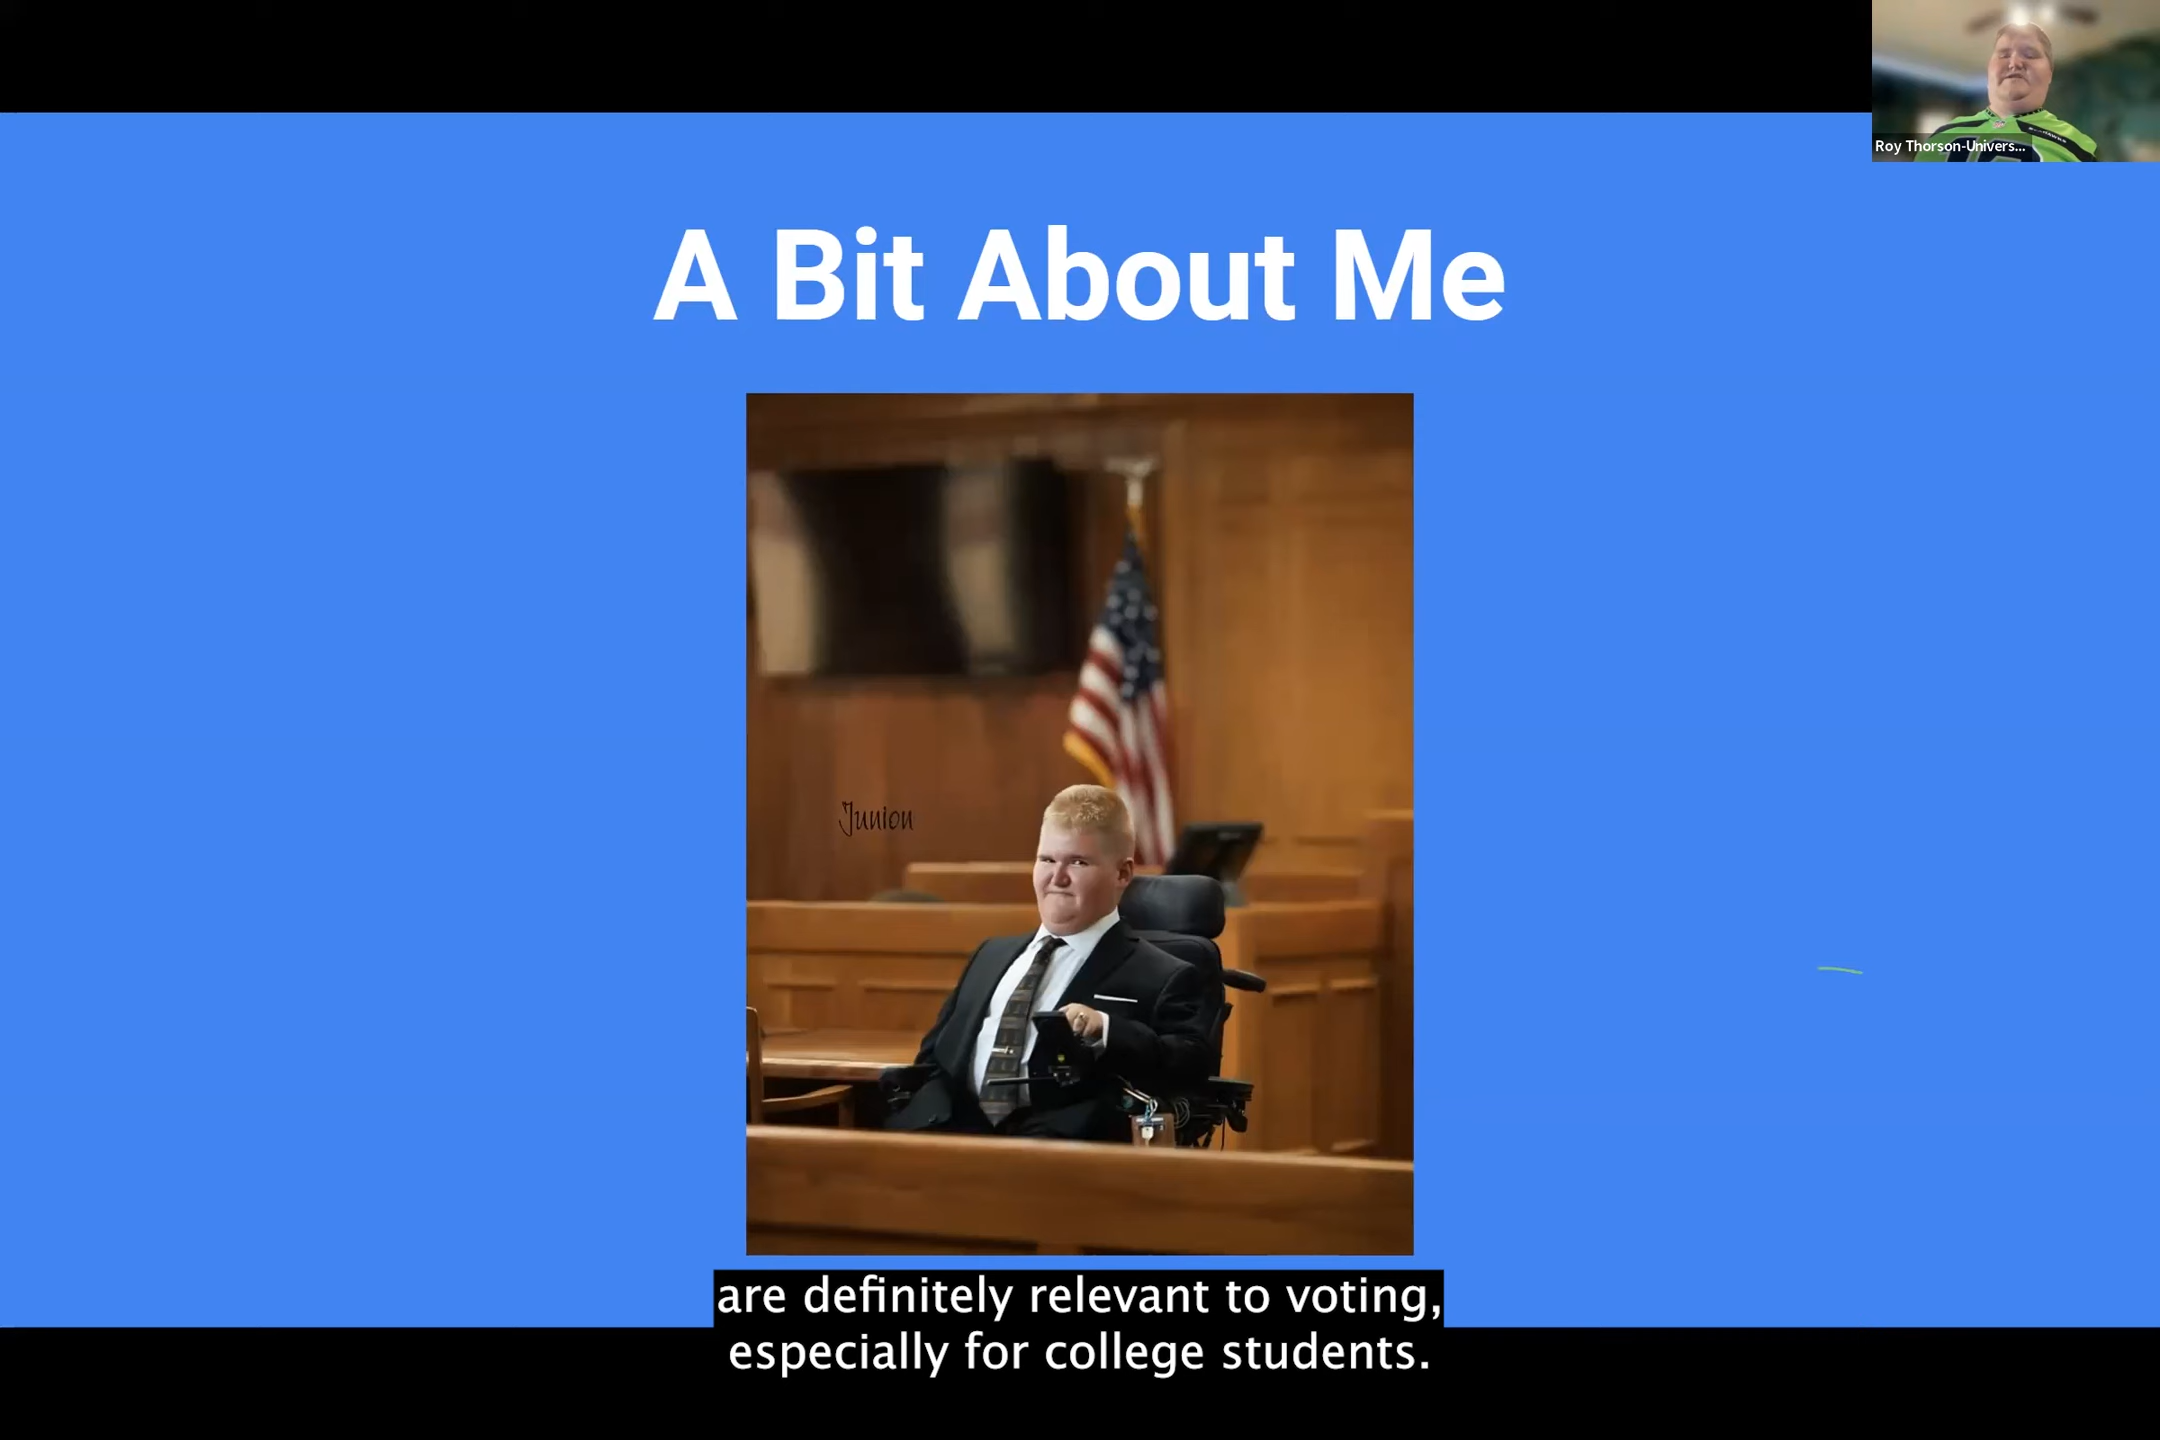 Roy Thorson-Univers...
A Bit About Me
Junion
are definitely relevant to voting,
especially for college students.